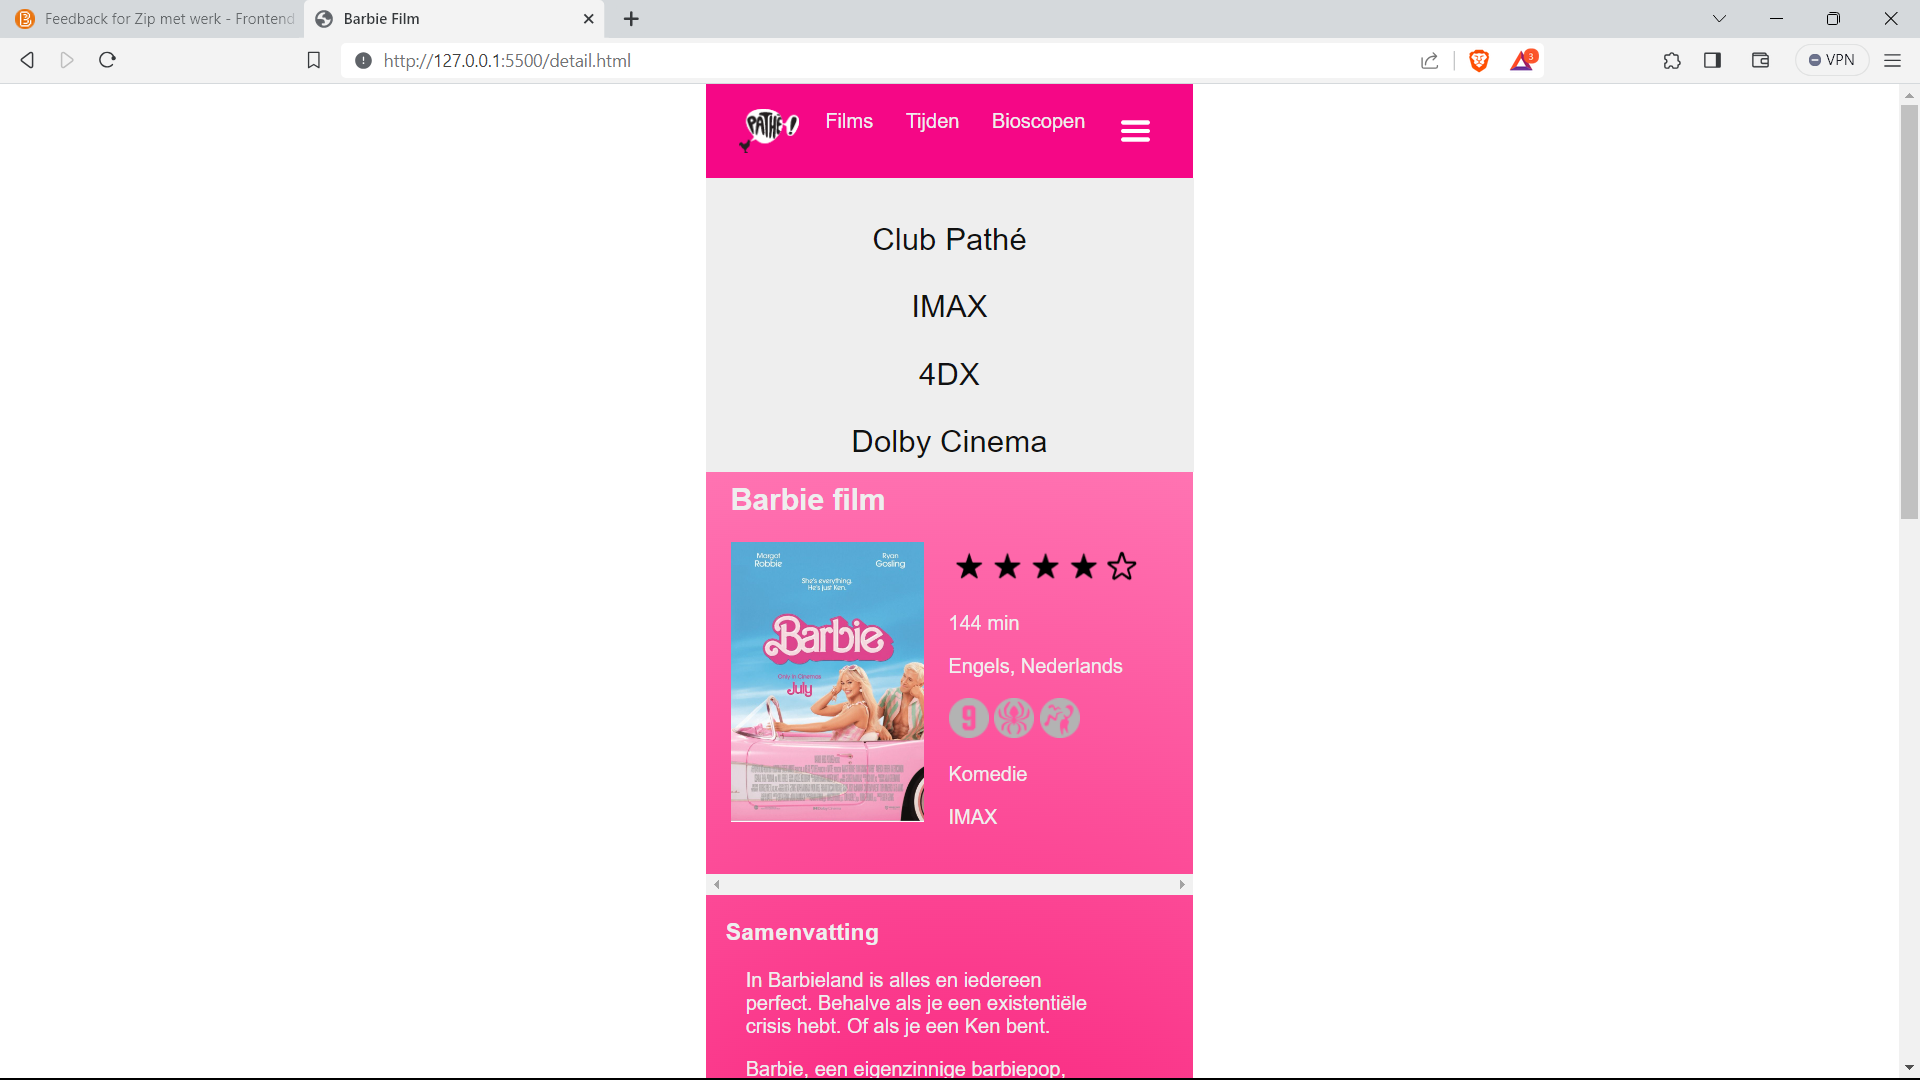 Feedback for Zip met werk - Frontend
Barbie Film
http://127.0.0.1:5500/detail.html
3
VPN
PATHE!
Films
Tijden
Bioscopen
Club Pathé
IMAX
4DX
Dolby Cinema
Barbie film
Margot
Robbie
Ryan
Gosling
She's everything.
He's just Ken.
Barbie
Only in Cinemas
July
144 min
Engels, Nederlands
9
Komedie
IMAX
Samenvatting
In Barbieland is alles en iedereen
perfect. Behalve als je een existentiële
crisis hebt. Of als je een Ken bent.
Barbie, een eigenzinnige barbiepop,